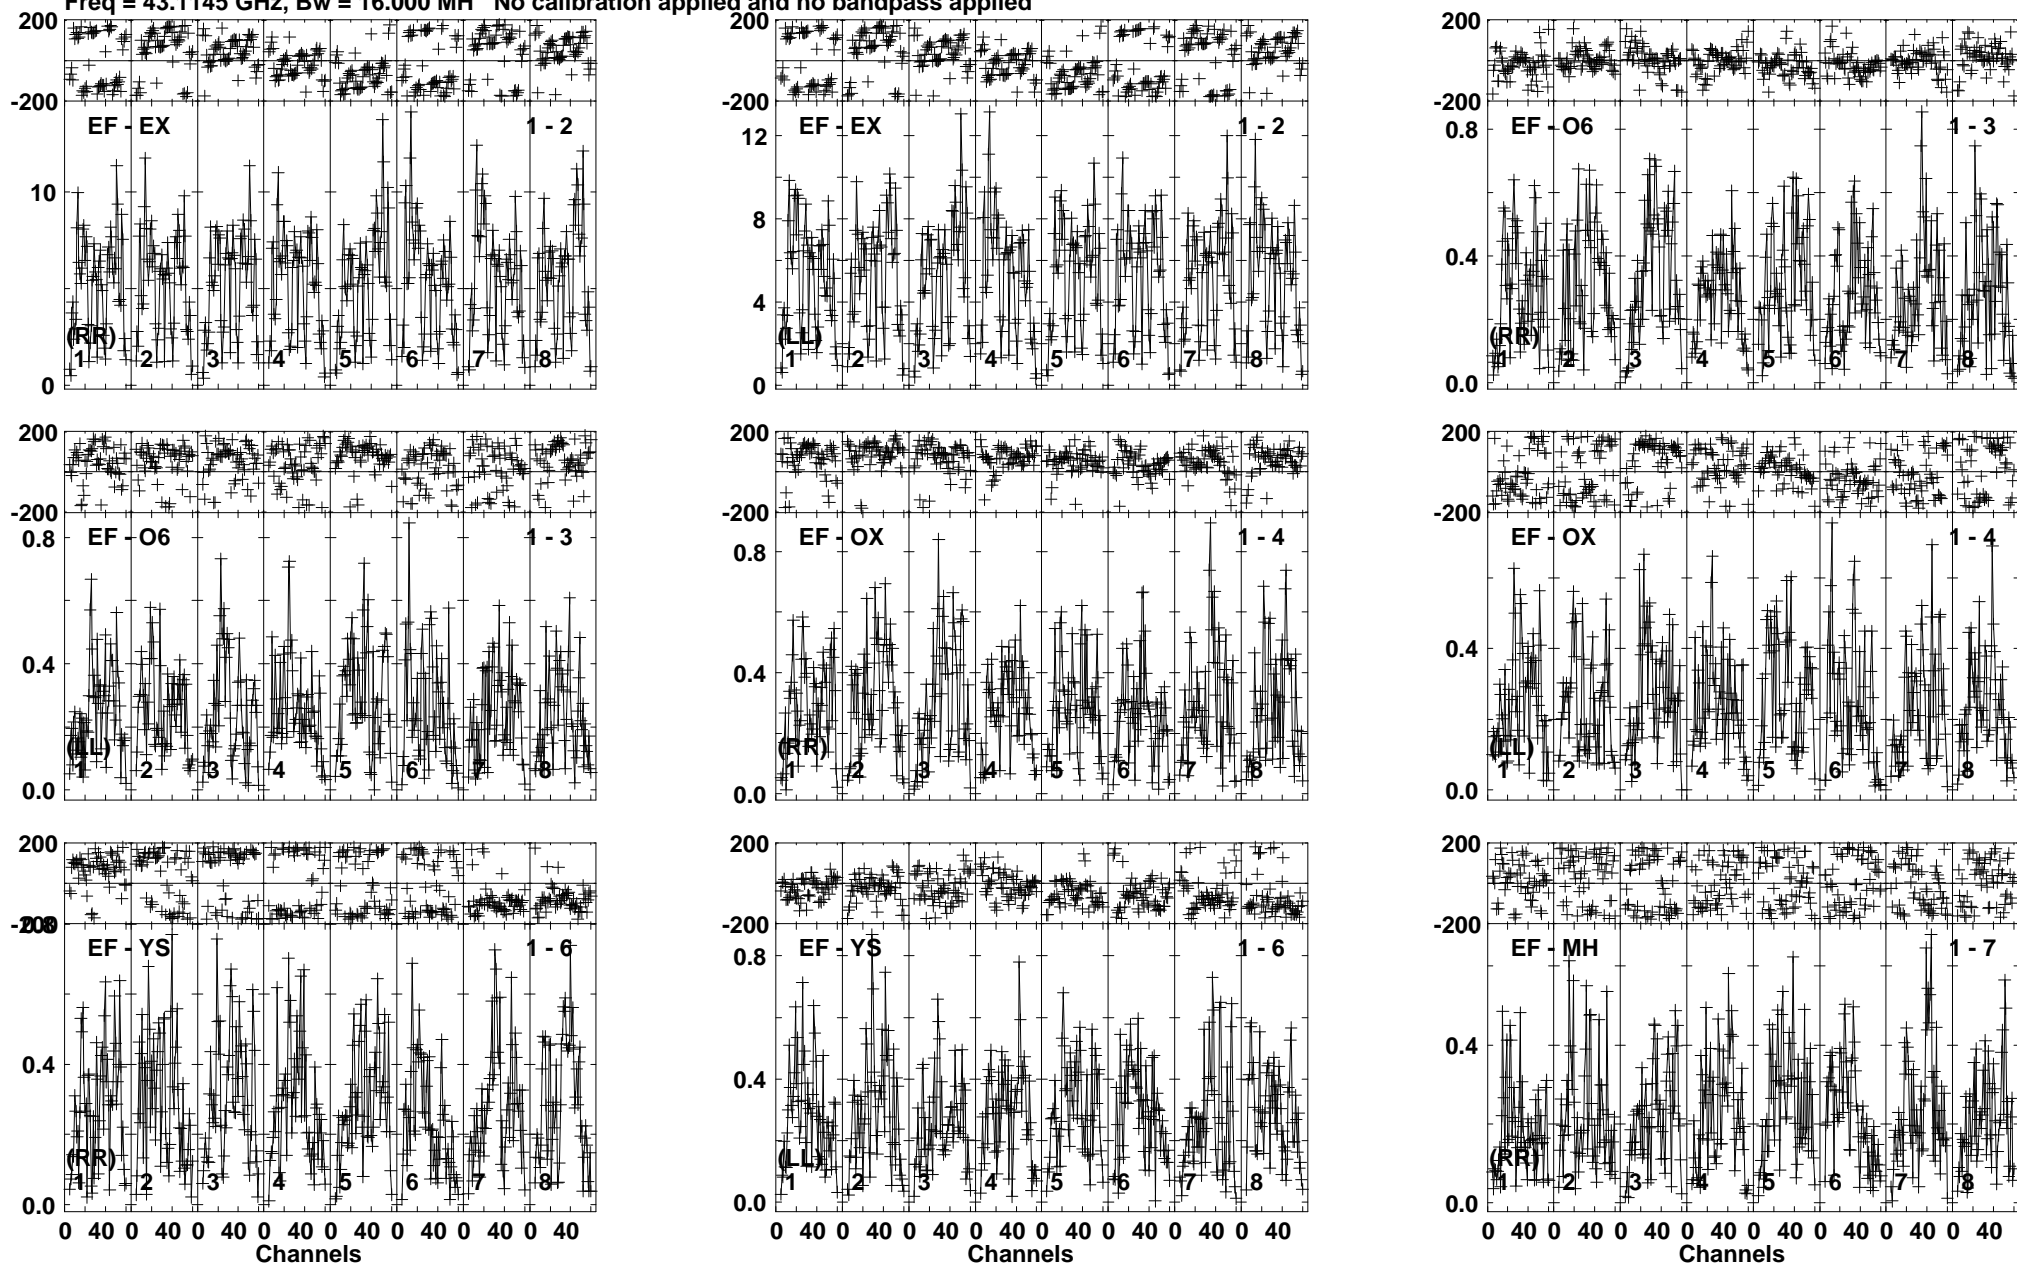 Freq = 43.1145 GHz, Bw = 16.000 MH No calibration applied and no bandpass applied
200 200 200
-200 -200 -200
EF - EX 1 - 2 EF - EX 1 - 2 EF - O6 1 - 3
12 0.8
10
8
0.4
4
(RR) (LL) (RR)
1 2 3 4 5 6 7 8 1 2 3 4 5 6 7 8 1 2 3 4 5 6 7 8
0 0 0.0
200 200 200
-200 -200 -200
EF - O6 1 - 3 EF - OX 1 - 4 EF - OX 1 - 4
0.8 0.8
0.4 0.4 0.4
(LL) (RR) (LL)
1 2 3 4 5 6 7 8 1 2 3 4 5 6 7 8 1 2 3 4 5 6 7 8
0.0 0.0 0.0
200 200 200
-200 -200 -200
0.8
EF - YS 1 - 6 EF - YS 1 - 6 EF - MH 1 - 7
0.8
0.4 0.4 0.4
(RR) (LL) (RR)
1 2 3 4 5 6 7 8 1 2 3 4 5 6 7 8 1 2 3 4 5 6 7 8
0.0 0.0 0.0
0 40 0 40 0 40 0 40 0 40 0 40 0 40 0 40 0 40 0 40 0 40 0 40 0 40 0 40 0 40 0 40 0 40 0 40 0 40 0 40 0 40 0 40 0 40 0 40
Channels Channels Channels